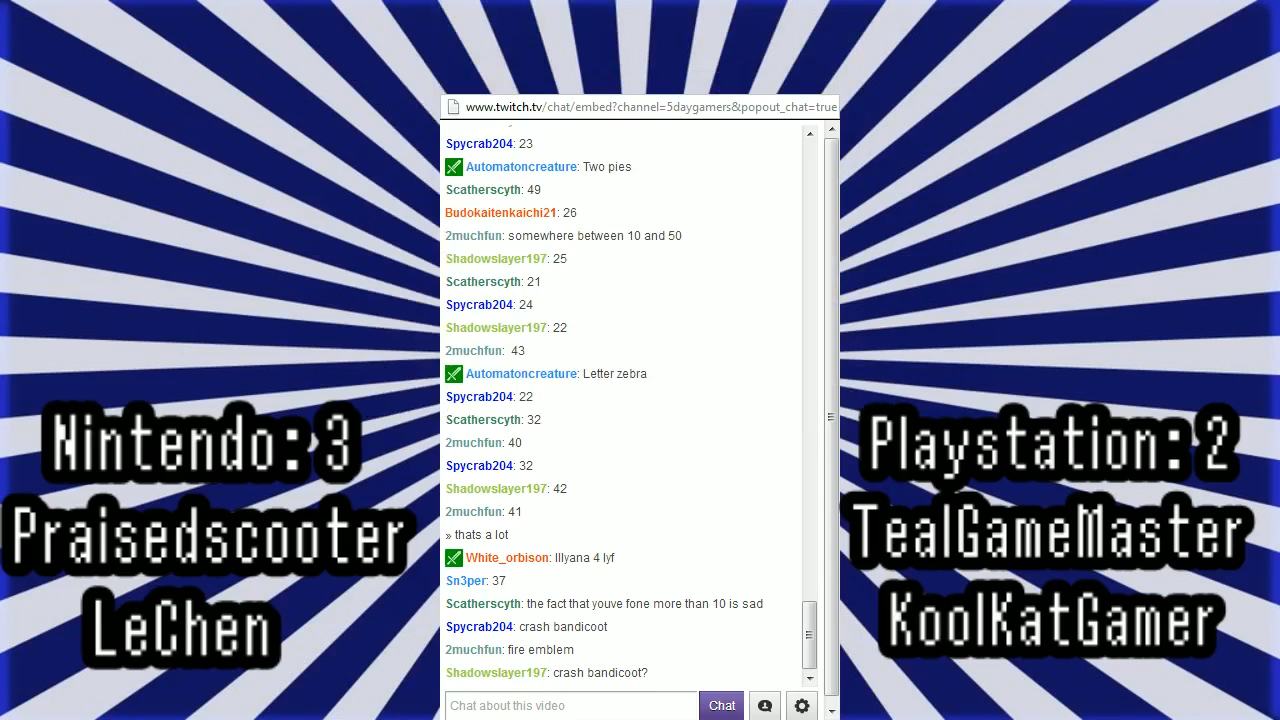 www.twitch.tv/chat/embed?channel=5daygamers&popout_chat=true
Spycrab204: 23
Automatoncreature: Two pies
Scatherscyth: 49
Budokaitenkaichi21: 26
2muchfun: somewhere between 10 and 50
Shadowslayer197: 25
Scatherscyth: 21
Spycrab204: 24
Shadowslayer197: 22
2muchfun: 43
Automatoncreature: Letter zebra
Spycrab204: 22
Scatherscyth: 32
2muchfun: 40
Spycrab204: 32
Shadowslayer197: 42
2muchfun: 41
» thats a lot
White_orbison: Illyana 4 lyf
Sn3per: 37
Scatherscyth: the fact that youve fone more than 10 is sad
Spycrab204: crash bandicoot
2muchfun: fire emblem
Shadowslayer197: crash bandicoot?
Chat about this video
Chat
Nintendo: 3
Praisedscooter
LeChen
Playstation: 2
TealGameMaster
KoolKatGamer